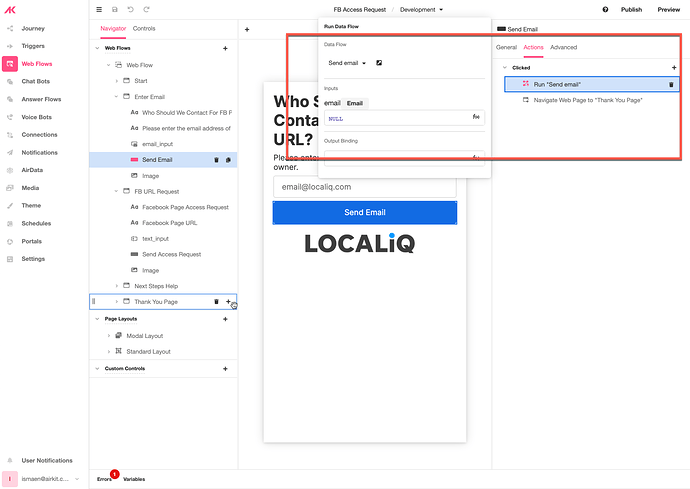 FB Access Request / Development
Publish
Preview
Journey
Triggers
Web Flows
Chat Bots
Answer Flows
Voice Bots
Connections
Notifications
AirData
Media
Theme
Schedules
Portals
Settings
User Notifications
I
ismaen@airkit.c...
Navigator
Controls
Web Flows
Web Flow
Start
Enter Email
Aa Who Should We Contact For FB F
Aa Please enter the email address of
email_input
Send Email
Image
FB URL Request
Aa Facebook Page Access Request
Aa Facebook Page URL
text_input
Send Access Request
Image
Next Steps Help
Thank You Page
Page Layouts
Modal Layout
Standard Layout
Custom Controls
Errors
1
Variables
Who S
Conta
URL?
Please ente
owner.
email@localiq.com
Send Email
LOCALiQ
Run Data Flow
Data Flow
Send email
Inputs
email Email
NULL
Output Binding
Send Email
General
Actions
Advanced
Clicked
Run "Send email"
Navigate Web Page to "Thank You Page"